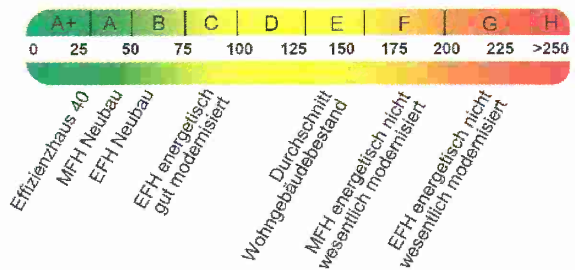 A+ A B C D E F G H
0 25 50 75 100 125 150 175 200 225 >250
Effizienzhaus 40
MFH Neubau
EFH Neubau
EFH energetisch
gut modernisiert
Durchschnitt
Wohngebäudebestand
MFH energetisch nicht
wesentlich modernisiert
EFH energetisch nicht
wesentlich modernisiert